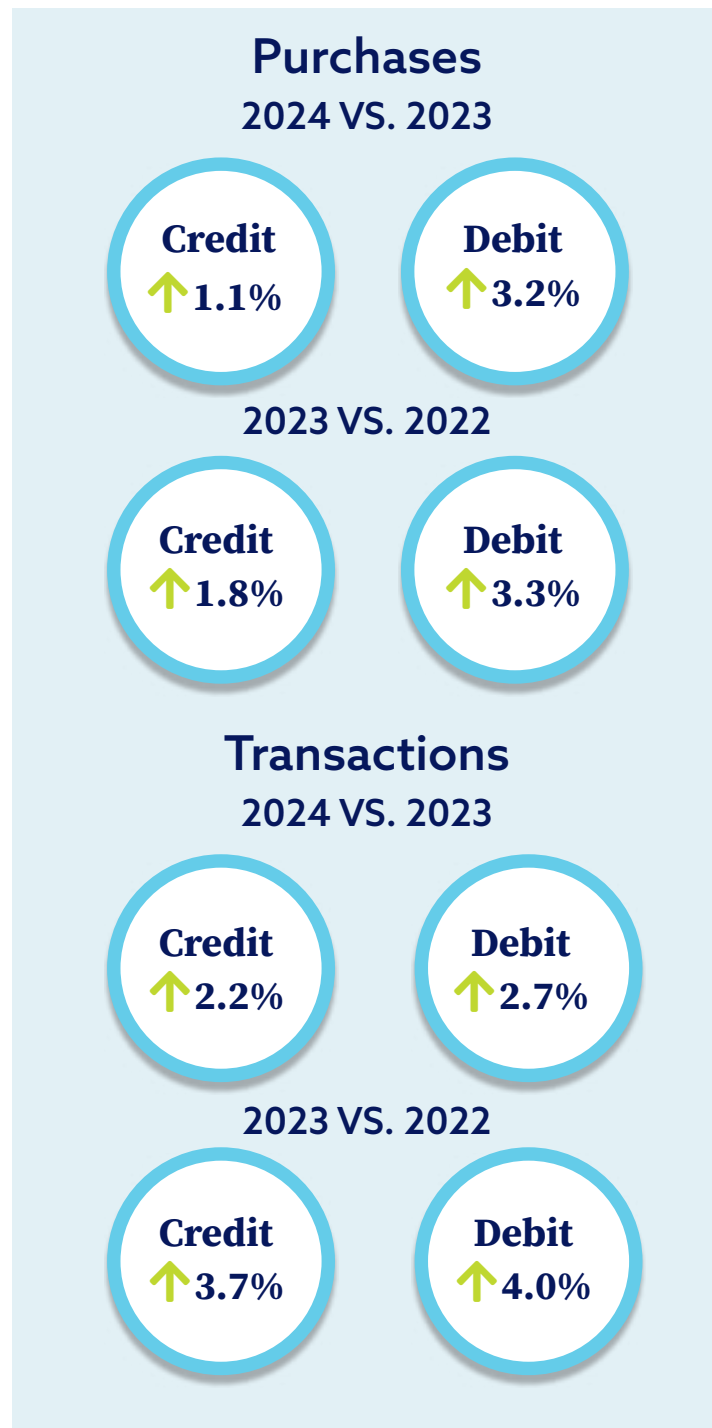 Purchases
2024 VS. 2023
Credit
↑1.1%
Debit
↑3.2%
2023 VS. 2022
Credit
↑1.8%
Debit
↑3.3%
Transactions
2024 VS. 2023
Credit
↑2.2%
Debit
↑2.7%
2023 VS. 2022
Credit
↑3.7%
Debit
↑4.0%